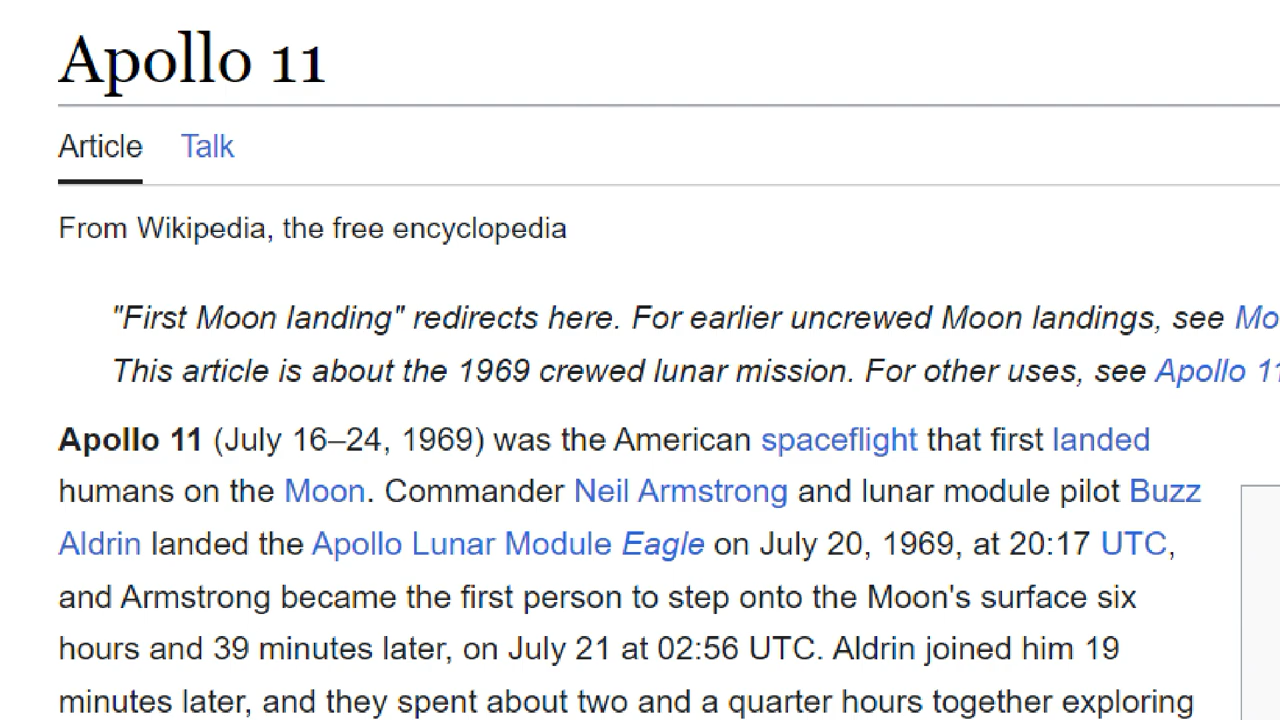 Apollo 11
Article Talk
From Wikipedia, the free encyclopedia
"First Moon landing" redirects here. For earlier uncrewed Moon landings, see Mo
This article is about the 1969 crewed lunar mission. For other uses, see Apollo 11
Apollo 11 (July 16–24, 1969) was the American spaceflight that first landed
humans on the Moon. Commander Neil Armstrong and lunar module pilot Buzz
Aldrin landed the Apollo Lunar Module Eagle on July 20, 1969, at 20:17 UTC,
and Armstrong became the first person to step onto the Moon's surface six
hours and 39 minutes later, on July 21 at 02:56 UTC. Aldrin joined him 19
minutes later, and they spent about two and a quarter hours together exploring